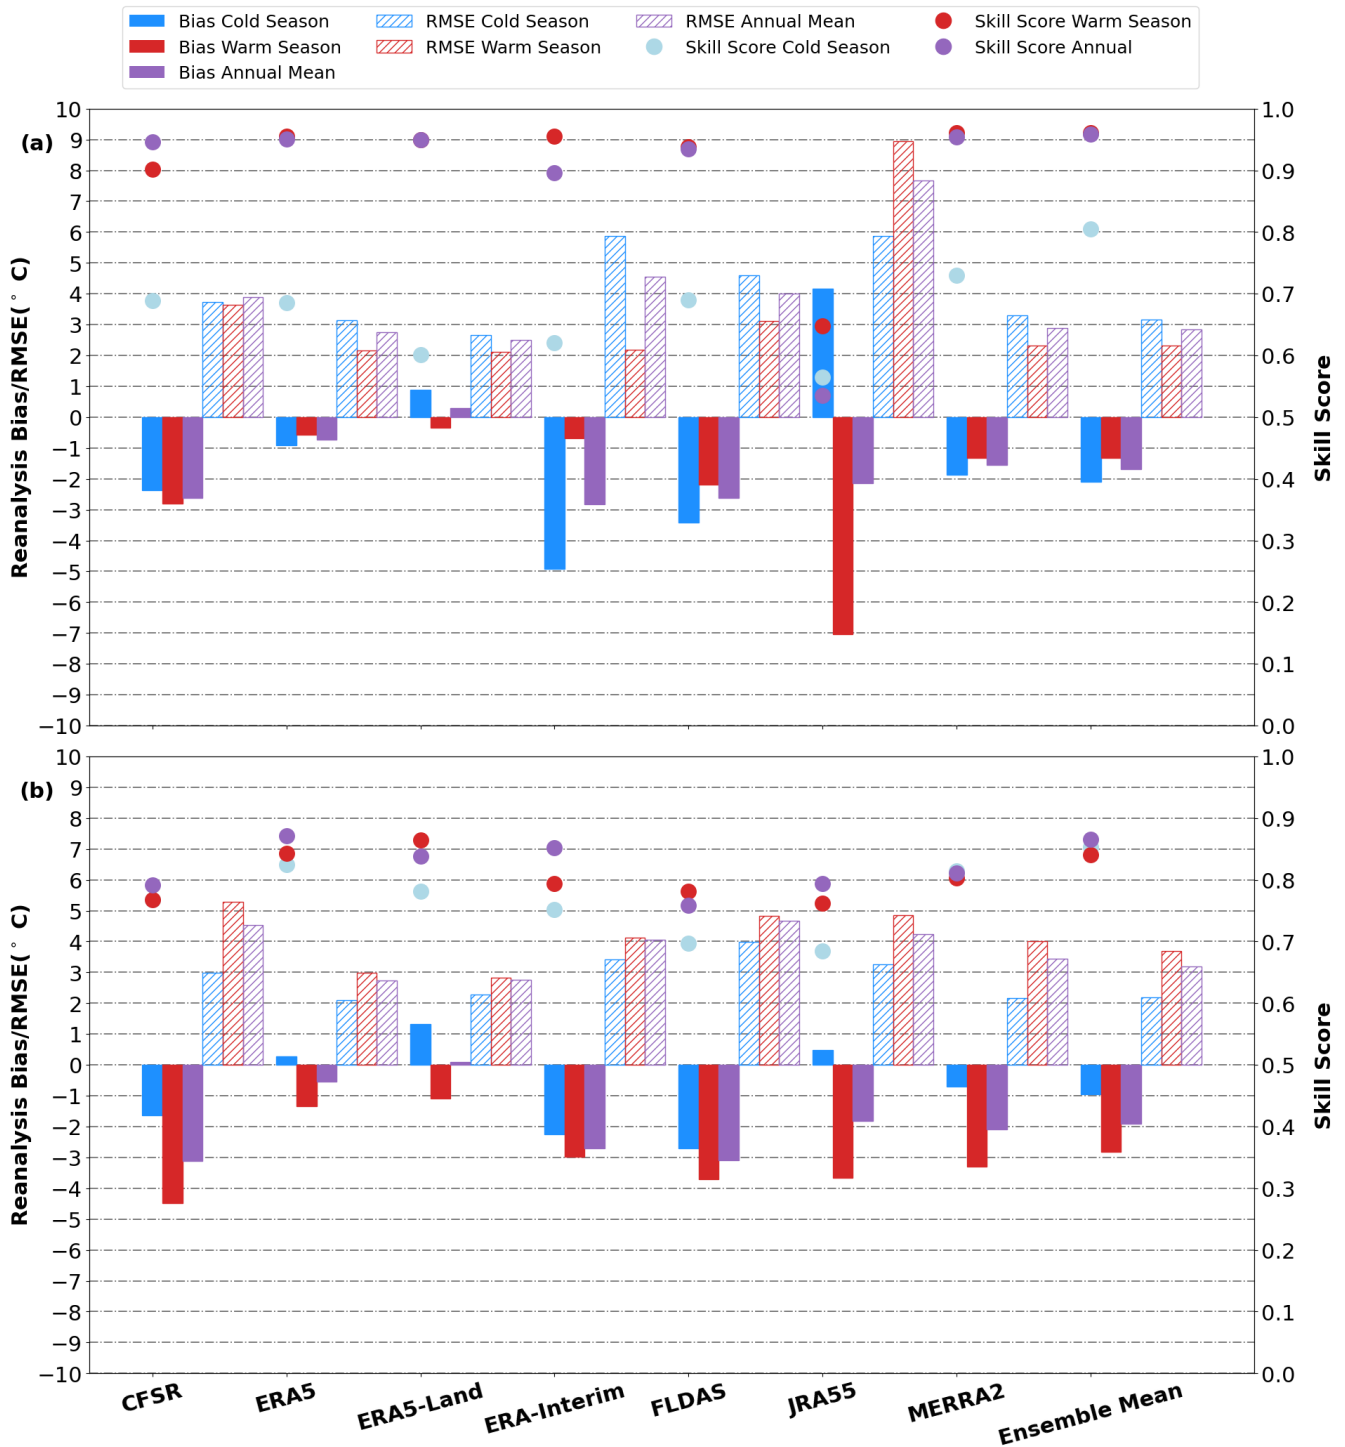 Bias Cold Season
Bias Warm Season
Bias Annual Mean
RMSE Cold Season
RMSE Warm Season
RMSE Annual Mean
Skill Score Cold Season
Skill Score Warm Season
Skill Score Annual
(a)
Reanalysis Bias/RMSE(° C)
10
9
8
7
6
5
4
3
2
1
0
−1
−2
−3
−4
−5
−6
−7
−8
−9
−10
1.0
0.9
0.8
0.7
0.6
0.5
0.4
0.3
0.2
0.1
0.0
Skill Score
(b)
Reanalysis Bias/RMSE(° C)
10
9
8
7
6
5
4
3
2
1
0
−1
−2
−3
−4
−5
−6
−7
−8
−9
−10
1.0
0.9
0.8
0.7
0.6
0.5
0.4
0.3
0.2
0.1
0.0
Skill Score
CFSR
ERA5
ERA5-Land
ERA-Interim
FLDAS
JRA55
MERRA2
Ensemble Mean